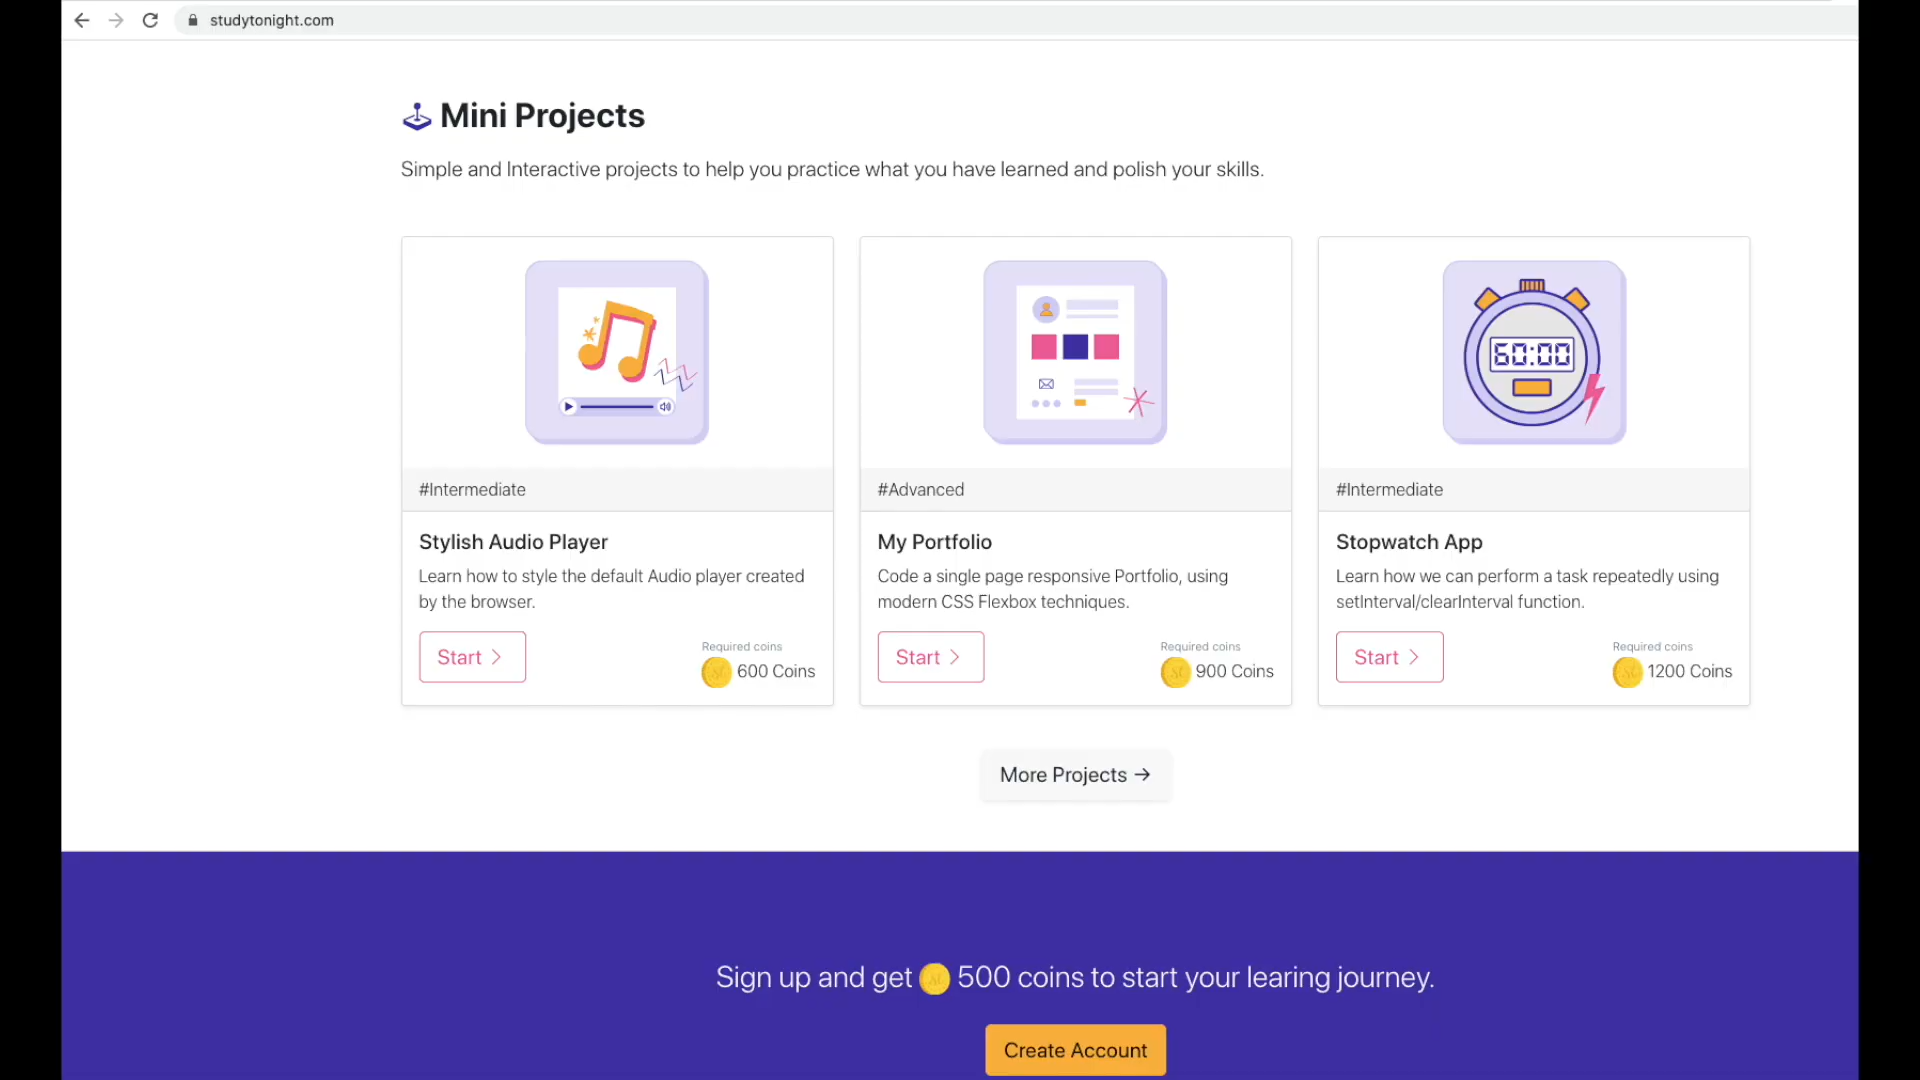 studytonight.com
Mini Projects
Simple and Interactive projects to help you practice what you have learned and polish your skills.
60:00
#Intermediate
#Advanced
#Intermediate
Stylish Audio Player
Learn how to style the default Audio player created
by the browser.
Start
Required coins
600 Coins
My Portfolio
Code a single page responsive Portfolio, using
modern CSS Flexbox techniques.
Start
Required coins
900 Coins
Stopwatch App
Learn how we can perform a task repeatedly using
setInterval/clearInterval function.
Start
Required coins
1200 Coins
More Projects →
Sign up and get 500 coins to start your learing journey.
Create Account